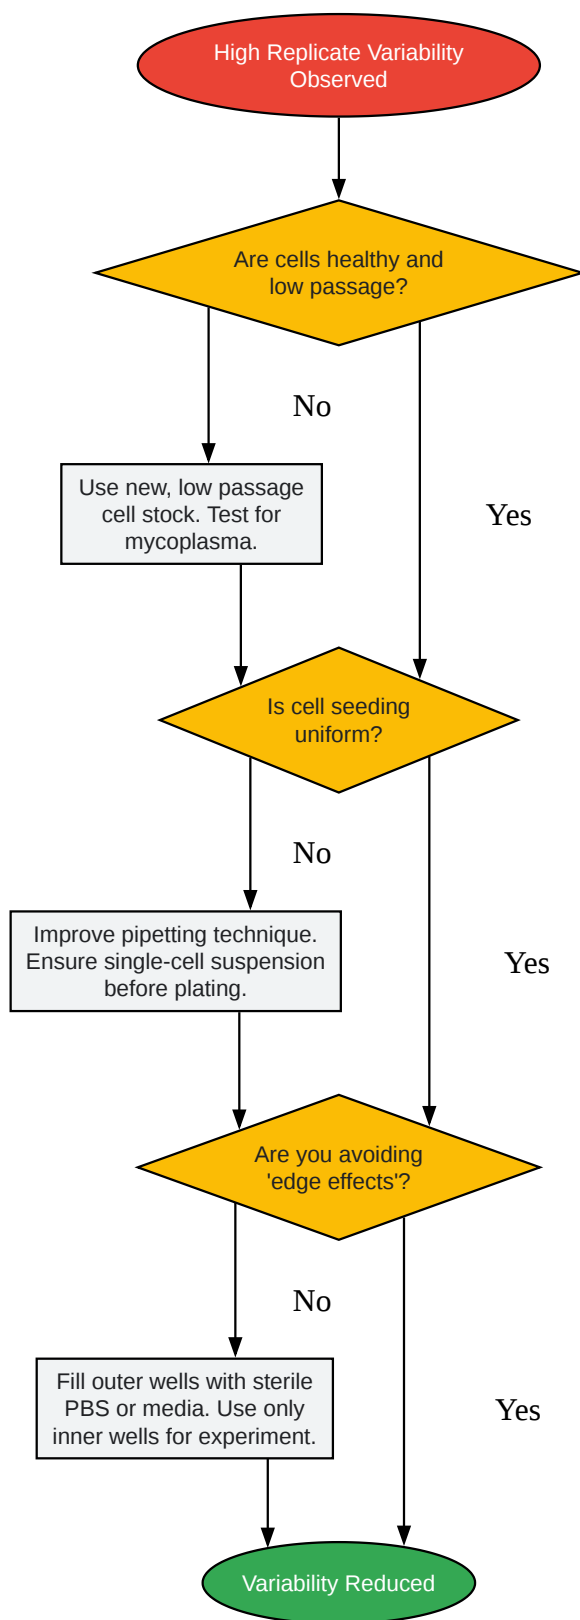 High Replicate Variability
Observed
Are cells healthy and
low passage?
No
Use new, low passage
cell stock. Test for
mycoplasma.
Yes
Is cell seeding
uniform?
No
Improve pipetting technique.
Ensure single-cell suspension
before plating.
Yes
Are you avoiding
'edge effects'?
No
Fill outer wells with sterile
PBS or media. Use only
inner wells for experiment.
Yes
Variability Reduced